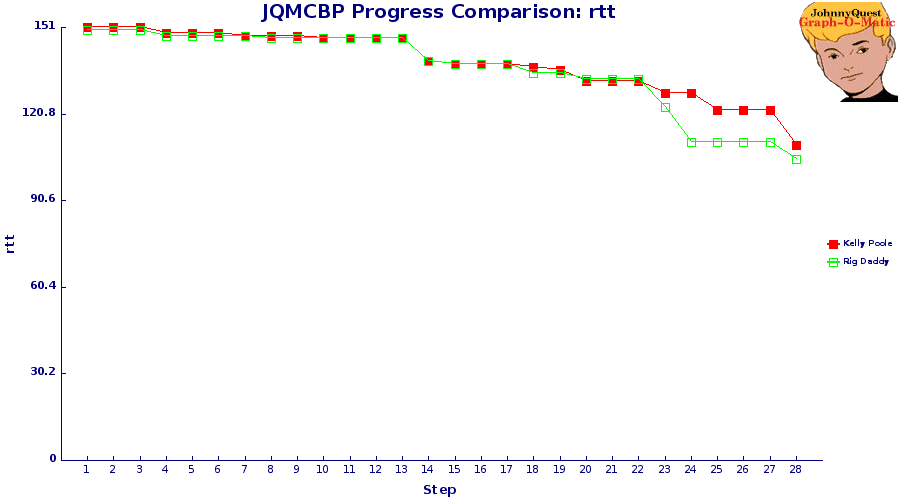 JQMCBP Progress Comparison: rtt
JohnnyQuest
Graph-O-Matic
151
120.8
90.6
60.4
30.2
0
rtt
Kelly Poole
Rig Daddy
1 2 3 4 5 6 7 8 9 10 11 12 13 14 15 16 17 18 19 20 21 22 23 24 25 26 27 28
Step